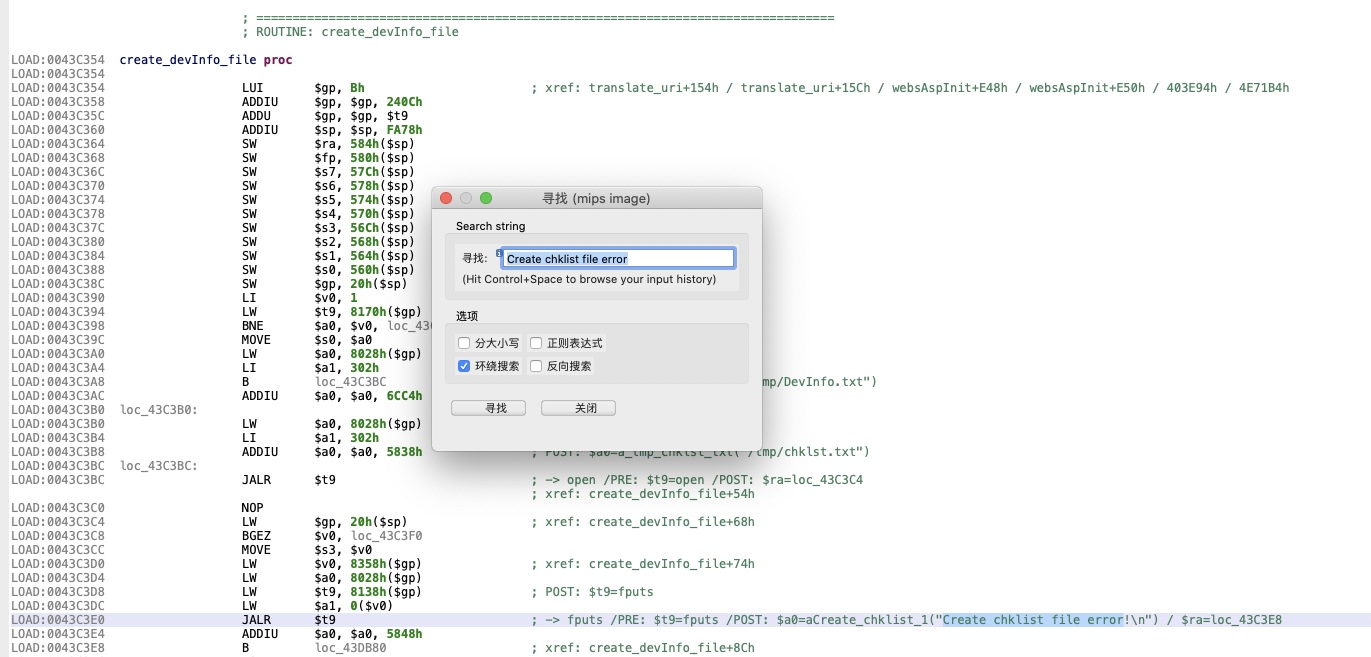 ; ================================================================================
; ROUTINE: create_devInfo_file
LOAD:0043C354 create_devInfo_file proc
LOAD:0043C354
LOAD:0043C354 LUI $gp, Bh ; xref: translate_uri+154h / translate_uri+15Ch / websAspInit+E48h / websAspInit+E50h / 403E94h / 4E71B4h
LOAD:0043C358 ADDIU $gp, $gp, 240Ch
LOAD:0043C35C ADDU $gp, $gp, $t9
LOAD:0043C360 ADDIU $sp, $sp, FA78h
LOAD:0043C364 SW $ra, 584h($sp)
LOAD:0043C368 SW $fp, 580h($sp)
LOAD:0043C36C SW $s7, 57Ch($sp)
LOAD:0043C370 SW $s6, 578h($sp)
LOAD:0043C374 SW $s5, 574h($sp)
LOAD:0043C378 SW $s4, 570h($sp)
LOAD:0043C37C SW $s3, 56Ch($sp)
LOAD:0043C380 SW $s2, 568h($sp)
LOAD:0043C384 SW $s1, 564h($sp)
LOAD:0043C388 SW $s0, 560h($sp)
LOAD:0043C38C SW $gp, 20h($sp)
LOAD:0043C390 LI $v0, 1
LOAD:0043C394 LW $t9, 8170h($gp)
LOAD:0043C398 BNE $a0, $v0,
LOAD:0043C39C MOVE $s0, $a0
LOAD:0043C3A0 LW $a0, 8028h($gp)
LOAD:0043C3A4 LI $a1, 302h
LOAD:0043C3A8 B loc_43C3BC mp/DevInfo.txt")
LOAD:0043C3AC ADDIU $a0, $a0, 6CC4h
LOAD:0043C3B0 loc_43C3B0:
LOAD:0043C3B0 LW $a0, 8028h($gp)
LOAD:0043C3B4 LI $a1, 302h
LOAD:0043C3B8 ADDIU $a0, $a0, 5838h ; POST: $a0=a_tmp_chklst_txt("/tmp/chklst.txt")
LOAD:0043C3BC loc_43C3BC:
LOAD:0043C3BC JALR $t9 ; -> open /PRE: $t9=open /POST: $ra=loc_43C3C4
; xref: create_devInfo_file+54h
LOAD:0043C3C0 NOP
LOAD:0043C3C4 LW $gp, 20h($sp) ; xref: create_devInfo_file+68h
LOAD:0043C3C8 BGEZ $v0, loc_43C3F0
LOAD:0043C3CC MOVE $s3, $v0
LOAD:0043C3D0 LW $v0, 8358h($gp) ; xref: create_devInfo_file+74h
LOAD:0043C3D4 LW $a0, 8028h($gp)
LOAD:0043C3D8 LW $t9, 8138h($gp) ; POST: $t9=fputs
LOAD:0043C3DC LW $a1, 0($v0)
LOAD:0043C3E0 JALR $t9 ; -> fputs /PRE: $t9=fputs /POST: $a0=aCreate_chklist_1("Create chklist file error!\n") / $ra=loc_43C3E8
LOAD:0043C3E4 ADDIU $a0, $a0, 5848h
LOAD:0043C3E8 B loc_43DB80 ; xref: create_devInfo_file+8Ch
寻找 (mips image)
Search string
寻找: Create chklist file error
(Hit Control+Space to browse your input history)
选项
分大小写 正则表达式
环绕搜索 反向搜索
寻找 关闭